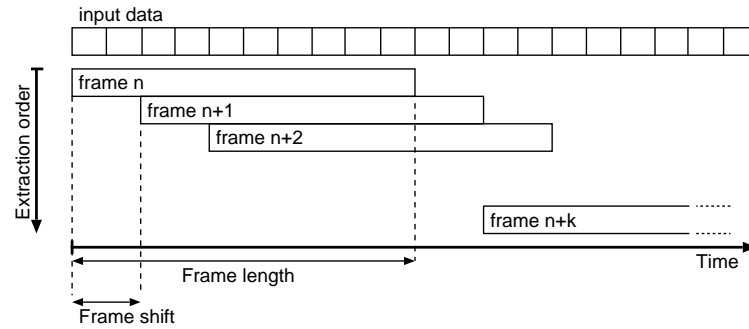 input data
frame n
frame n+1
frame n+2
frame n+k
Extraction order
Time
Frame length
Frame shift